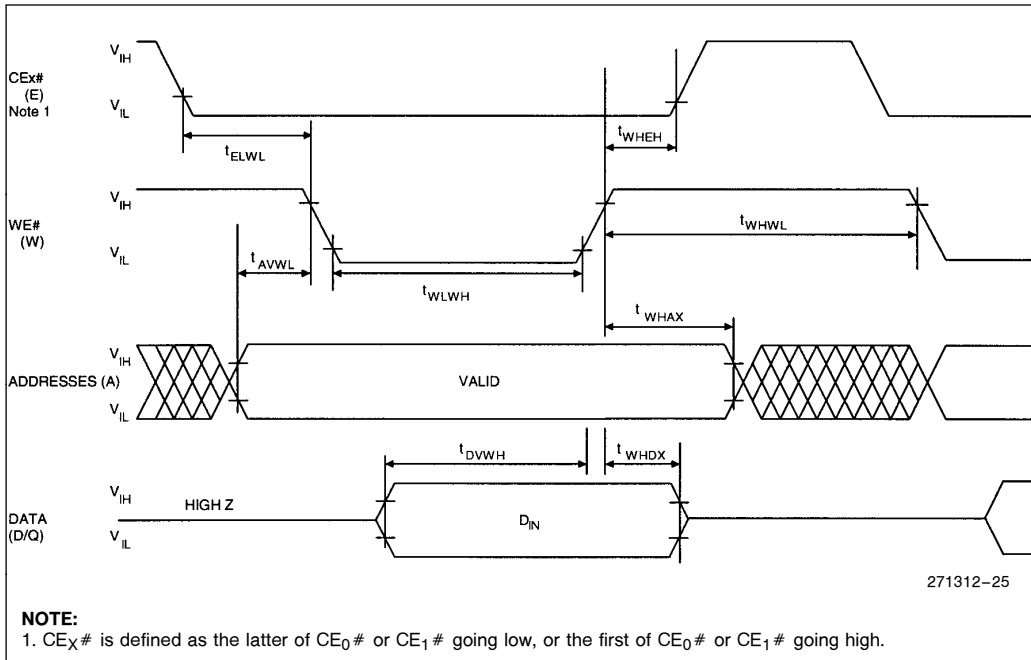 CEx#
(E)
Note 1
VIH
VIL
tELWL
tWHEH
WE#
(W)
VIH
VIL
tAVWL
tWLWH
tWHWL
tWHAX
ADDRESSES (A)
VIH
VIL
VALID
tDVWH
tWHDX
DATA
(D/Q)
VIH
VIL
HIGH Z
DIN
271312–25
NOTE:
1. CEX# is defined as the latter of CE0# or CE1# going low, or the first of CE0# or CE1# going high.